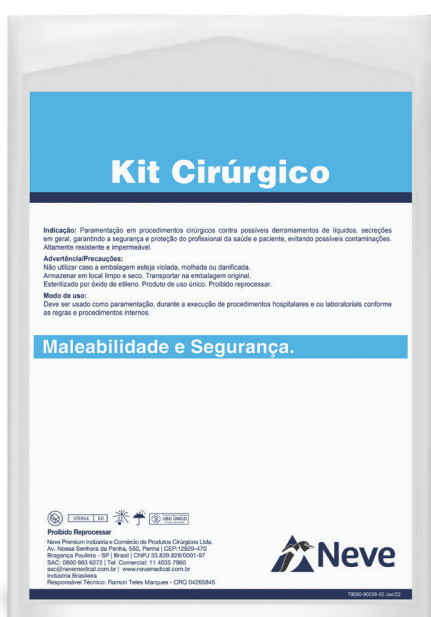 Kit Cirúrgico
Indicação: Paramentação em procedimentos cirúrgicos contra possíveis derramamentos de líquidos, secreções
em geral, garantindo a segurança e proteção do profissional da saúde e paciente, evitando possíveis contaminações.
Altamente resistente e impermeável.
Advertência/Precauções:
Não utilizar caso a embalagem esteja violada, molhada ou danificada.
Armazenar em local limpo e seco. Transportar na embalagem original.
Esterilizado por óxido de etileno. Produto de uso único. Proibido reprocessar.
Modo de uso:
Deve ser usado como paramentação, durante a execução de procedimentos hospitalares e ou laboratoriais conforme
as regras e procedimentos internos.
Maleabilidade e Segurança.
STERILE EO USO ÚNICO
Proibido Reprocessar
Neve Premium Indústria e Comércio de Produtos Cirúrgicos Ltda.
Av. Nossa Senhora da Penha, 560, Penha | CEP:12929-470
Bragança Paulista - SP | Brasil | CNPJ 33.839.828/0001-97
SAC: 0800 883 6272 | Tel. Comercial: 11 4035 7960
sac@nevemedical.com.br | www.nevemedical.com.br
Indústria Brasileira
Responsável Técnico: Ramon Teles Marques - CRQ 04265845
Neve
79000-90036-00 Jan/22